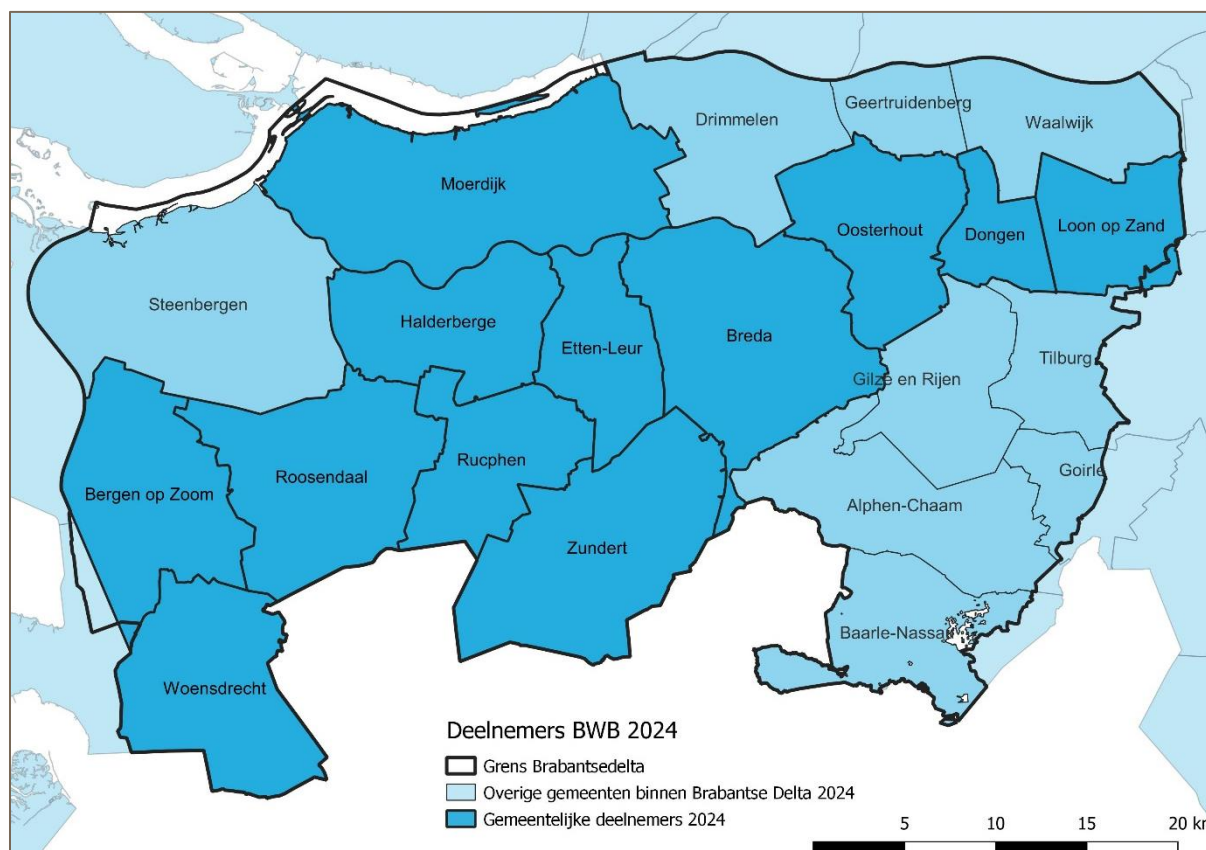 Geertruidenberg
Drimmelen
Waalwijk
Moerdijk
Oosterhout
Dongen
Loon op Zand
Steenbergen
Halderberge
Etten-Leur
Breda
Tilburg
Gilze en Rijen
Bergen op Zoom
Roosendaal
Rucphen
Goirle
Alphen-Chaam
Zundert
Baarle-Nassau
Woensdrecht
Deelnemers BWB 2024
Grens Brabantsedelta
Overige gemeenten binnen Brabantse Delta 2024
Gemeentelijke deelnemers 2024
5 10 15 20 km